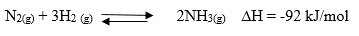 N₂(g) + 3H₂ (g) ⇌ 2NH₃(g) ΔH = -92 kJ/mol